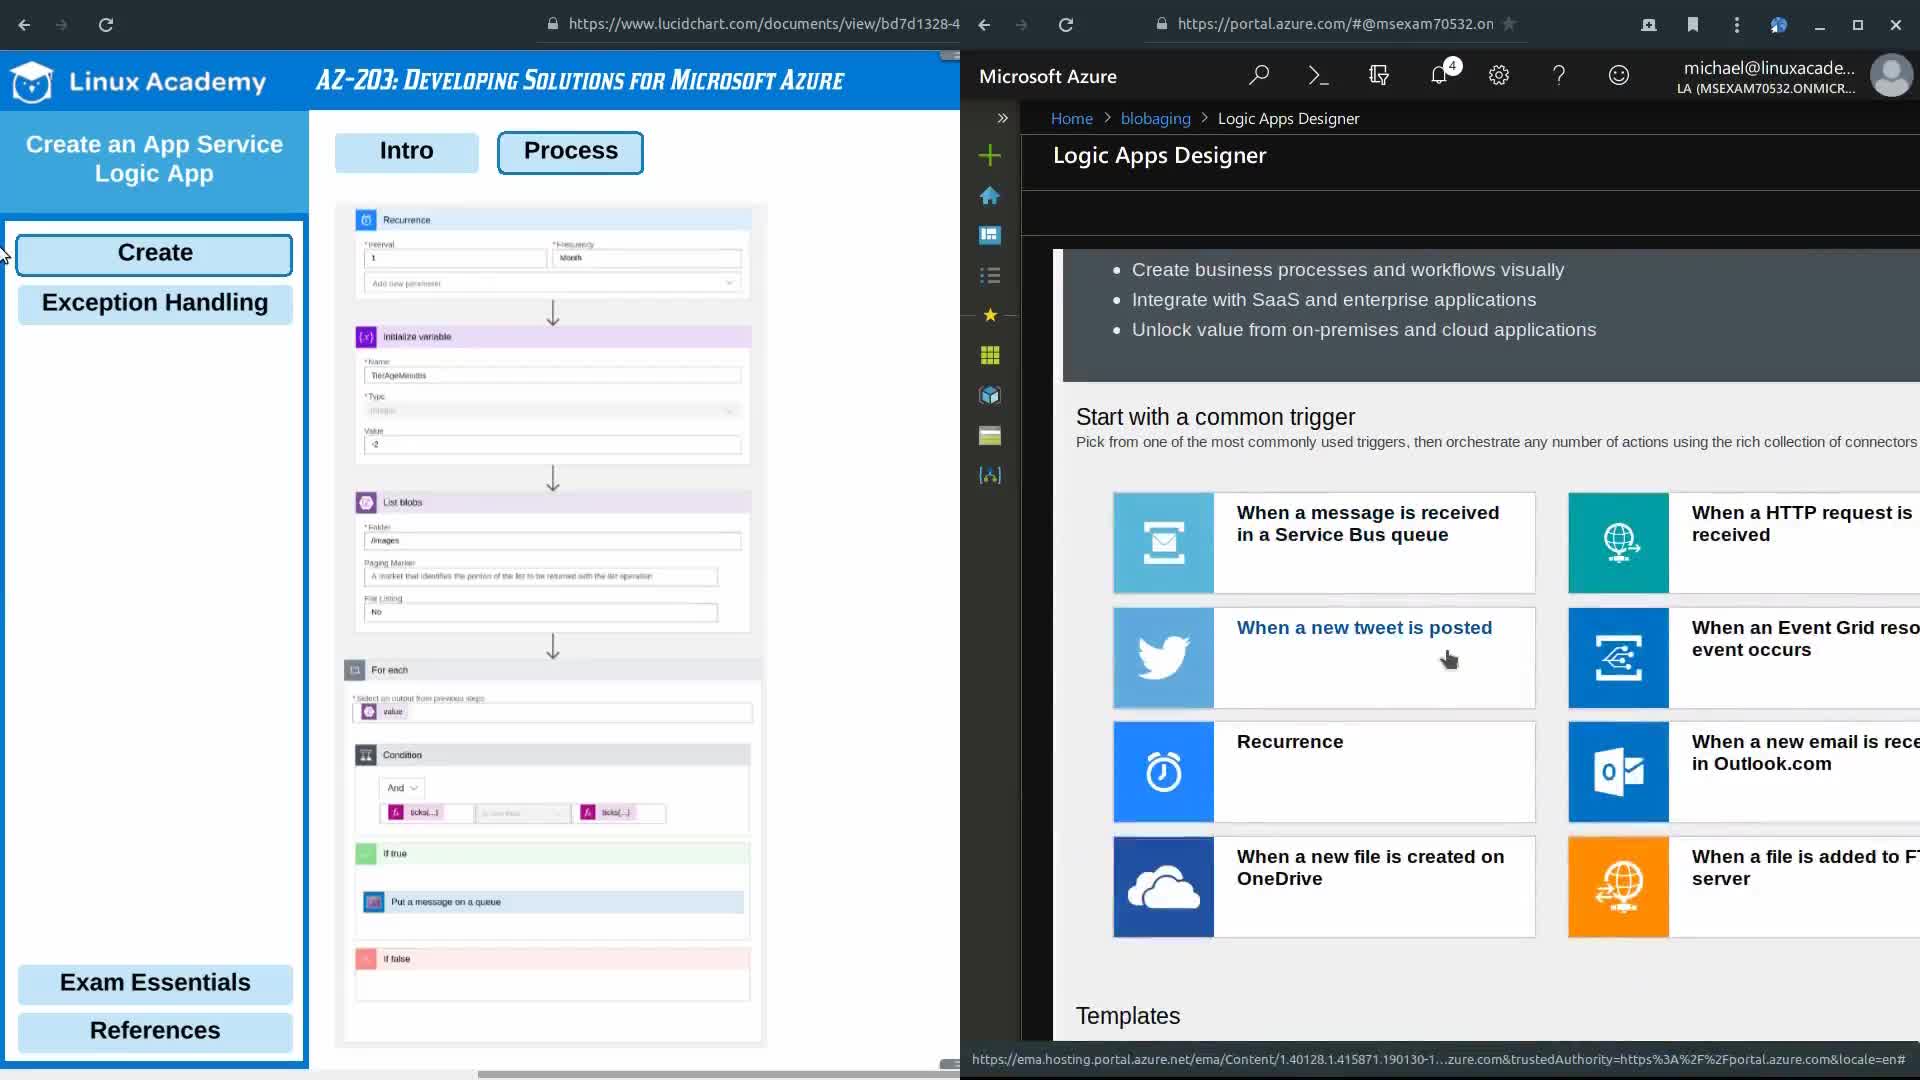 https://www.lucidchart.com/documents/view/bd7d1328-4
Linux Academy
AZ-203: Developing Solutions for Microsoft Azure
Create an App Service
Logic App
Create
Exception Handling
Exam Essentials
References
Intro
Process
Recurrence
* Interval
* Frequency
1
Month
Add new parameter
{x} Initialize variable
* Name
TierAgeMinutes
* Type
Integer
Value
-2
List blobs
* Folder
/images
Paging Marker
A marker that identifies the portion of the list to be returned with the list operation
File Listing
No
For each
* Select an output from previous steps
value
Condition
And
ticks(...)
ticks(...)
If true
Put a message on a queue
If false
https://portal.azure.com/#@msexam70532.on
Microsoft Azure
4
michael@linuxacade...
LA (MSEXAM70532.ONMICR...
Home > blobaging > Logic Apps Designer
Logic Apps Designer
• Create business processes and workflows visually
• Integrate with SaaS and enterprise applications
• Unlock value from on-premises and cloud applications
Start with a common trigger
Pick from one of the most commonly used triggers, then orchestrate any number of actions using the rich collection of connectors
When a message is received
in a Service Bus queue
When a HTTP request is
received
When a new tweet is posted
When an Event Grid reso
event occurs
Recurrence
When a new email is rece
in Outlook.com
When a new file is created on
OneDrive
When a file is added to FT
server
Templates
https://ema.hosting.portal.azure.net/ema/Content/1.40128.1.415871.190130-1...zure.com&trustedAuthority=https%3A%2F%2Fportal.azure.com&locale=en#